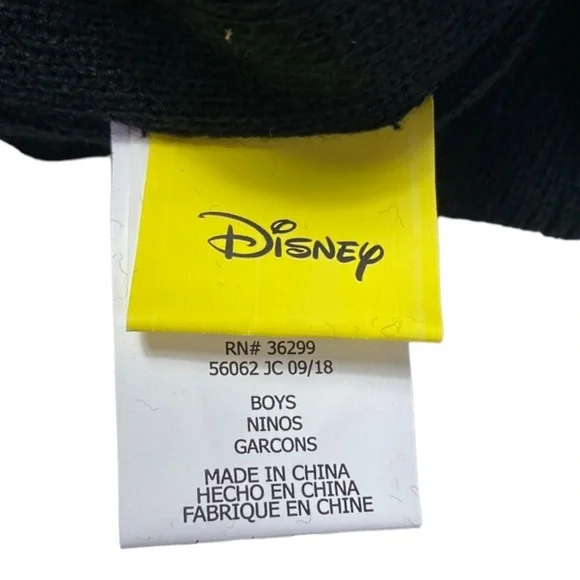 Disney
RN# 36299
56062 JC 09/18
BOYS
NINOS
GARCONS
MADE IN CHINA
HECHO EN CHINA
FABRIQUE EN CHINE